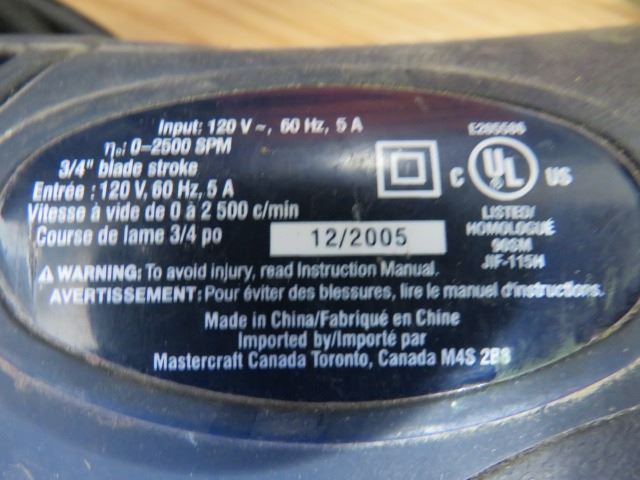 Input: 120 V ~, 60 Hz, 5 A
η₀: 0–2500 SPM
3/4" blade stroke
Entrée : 120 V, 60 Hz, 5 A
Vitesse à vide de 0 à 2 500 c/min
Course de lame 3/4 po
12/2005
E205586
C UL US
LISTED/
HOMOLOGUÉ
96SM
JIF-115H
WARNING: To avoid injury, read Instruction Manual.
AVERTISSEMENT: Pour éviter des blessures, lire le manuel d'instructions.
Made in China/Fabriqué en Chine
Imported by/Importé par
Mastercraft Canada Toronto, Canada M4S 2B8